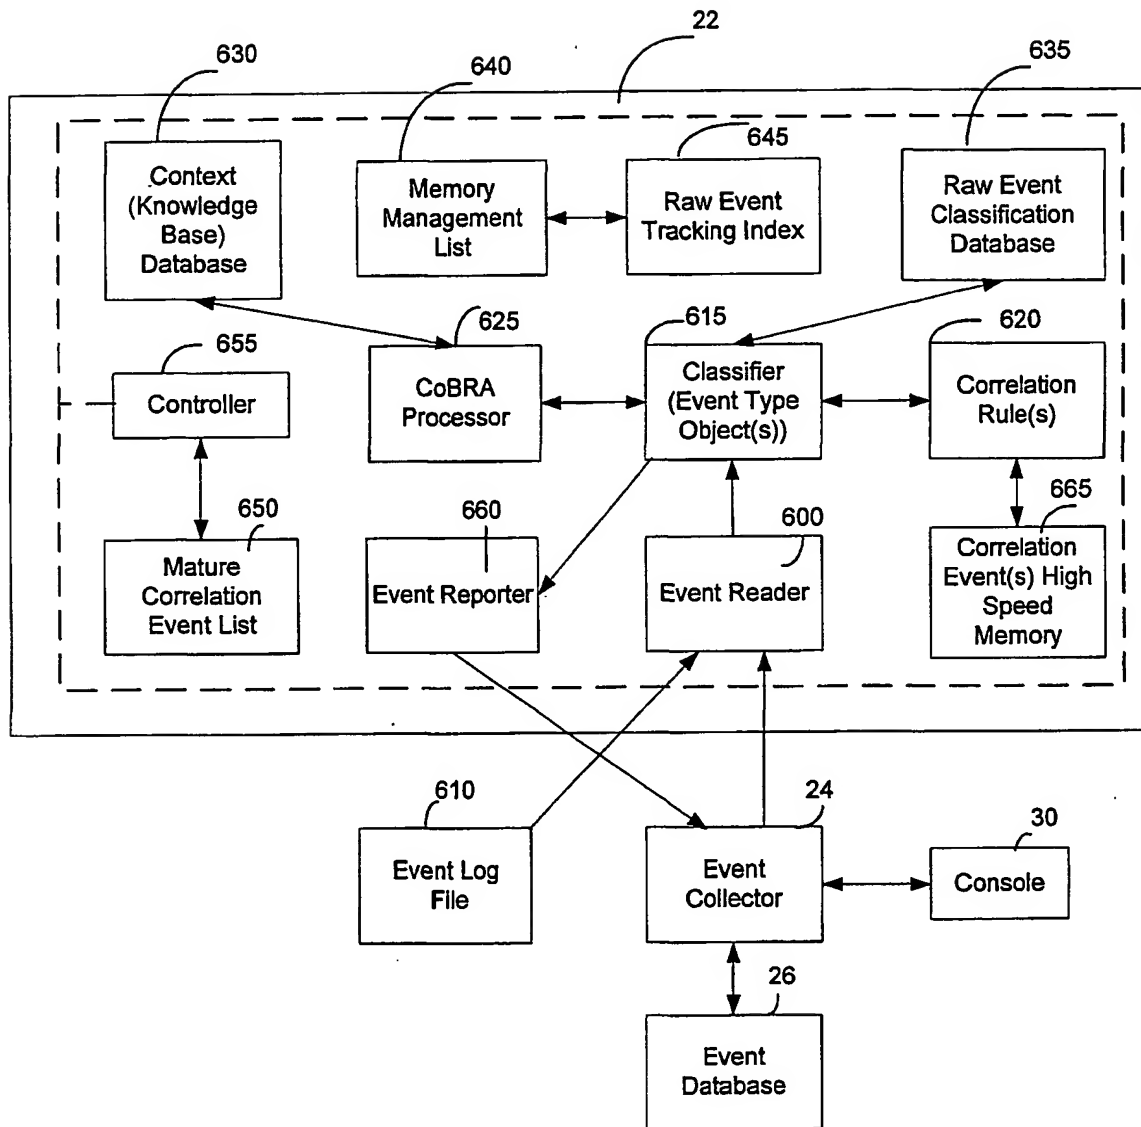 22
630
640
645
635
Context
(Knowledge
Base)
Database
Memory
Management
List
Raw Event
Tracking Index
Raw Event
Classification
Database
655
625
615
620
Controller
CoBRA
Processor
Classifier
(Event Type
Object(s))
Correlation
Rule(s)
650
660
600
665
Mature
Correlation
Event List
Event Reporter
Event Reader
Correlation
Event(s) High
Speed
Memory
610
24
30
Event Log
File
Event
Collector
Console
26
Event
Database